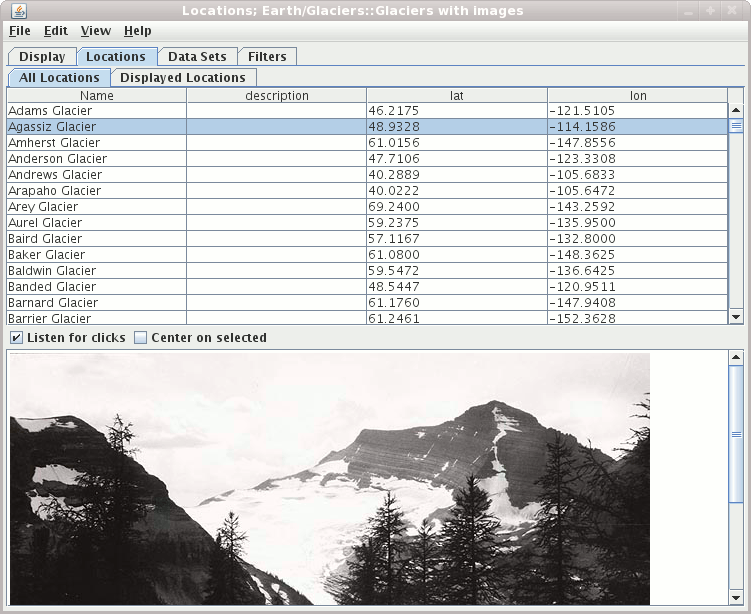 Locations; Earth/Glaciers::Glaciers with images
File Edit View Help
Display Locations Data Sets Filters
All Locations Displayed Locations
Name description lat lon
Adams Glacier 46.2175 -121.5105
Agassiz Glacier 48.9328 -114.1586
Amherst Glacier 61.0156 -147.8556
Anderson Glacier 47.7106 -123.3308
Andrews Glacier 40.2889 -105.6833
Arapaho Glacier 40.0222 -105.6472
Arey Glacier 69.2400 -143.2592
Aurel Glacier 59.2375 -135.9500
Baird Glacier 57.1167 -132.8000
Baker Glacier 61.0800 -148.3625
Baldwin Glacier 59.5472 -136.6425
Banded Glacier 48.5447 -120.9511
Barnard Glacier 61.1760 -147.9408
Barrier Glacier 61.2461 -152.3628
Listen for clicks Center on selected